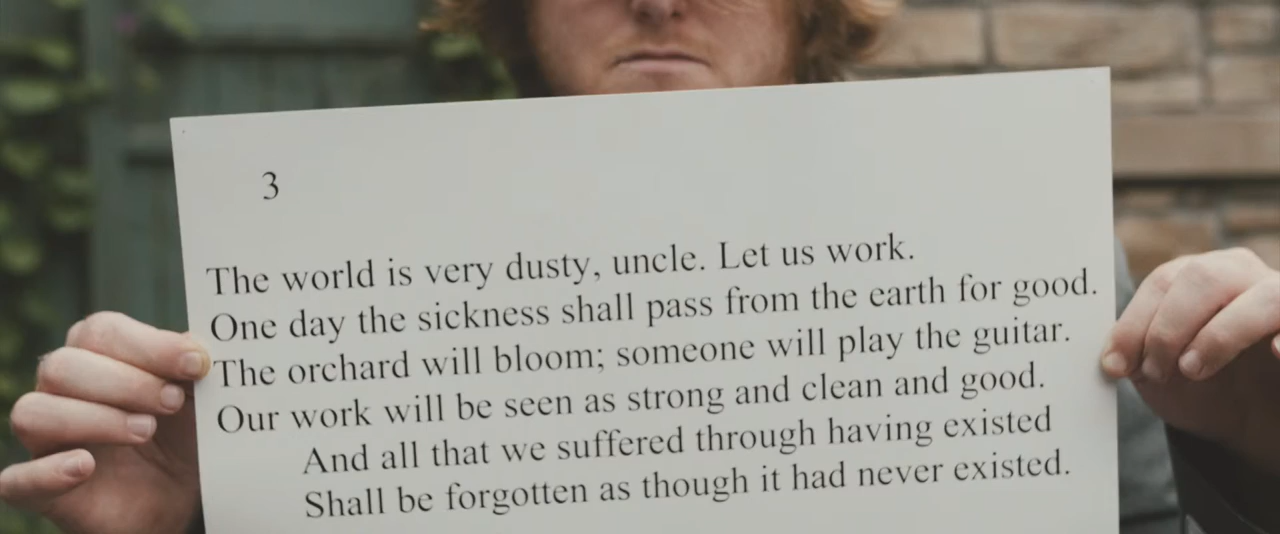 3
The world is very dusty, uncle. Let us work.
One day the sickness shall pass from the earth for good.
The orchard will bloom; someone will play the guitar.
Our work will be seen as strong and clean and good.
And all that we suffered through having existed
Shall be forgotten as though it had never existed.